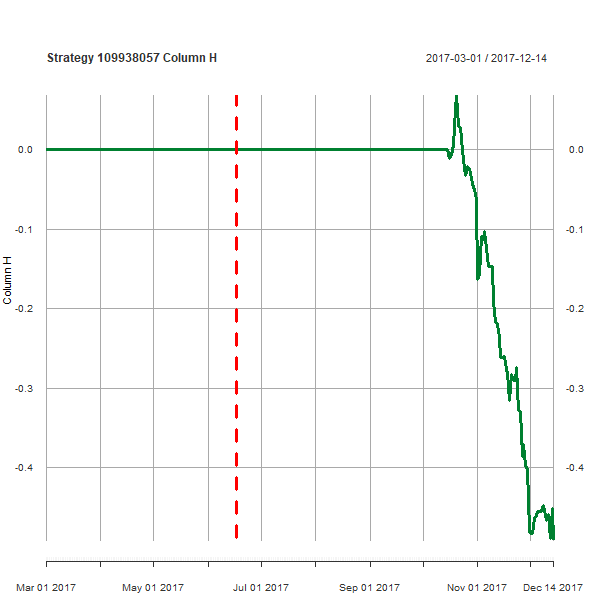 Strategy 109938057 Column H
2017-03-01 / 2017-12-14
0.0 0.0
-0.1 -0.1
-0.2 -0.2
-0.3 -0.3
-0.4 -0.4
Column H
Mar 01 2017 May 01 2017 Jul 01 2017 Sep 01 2017 Nov 01 2017 Dec 14 2017